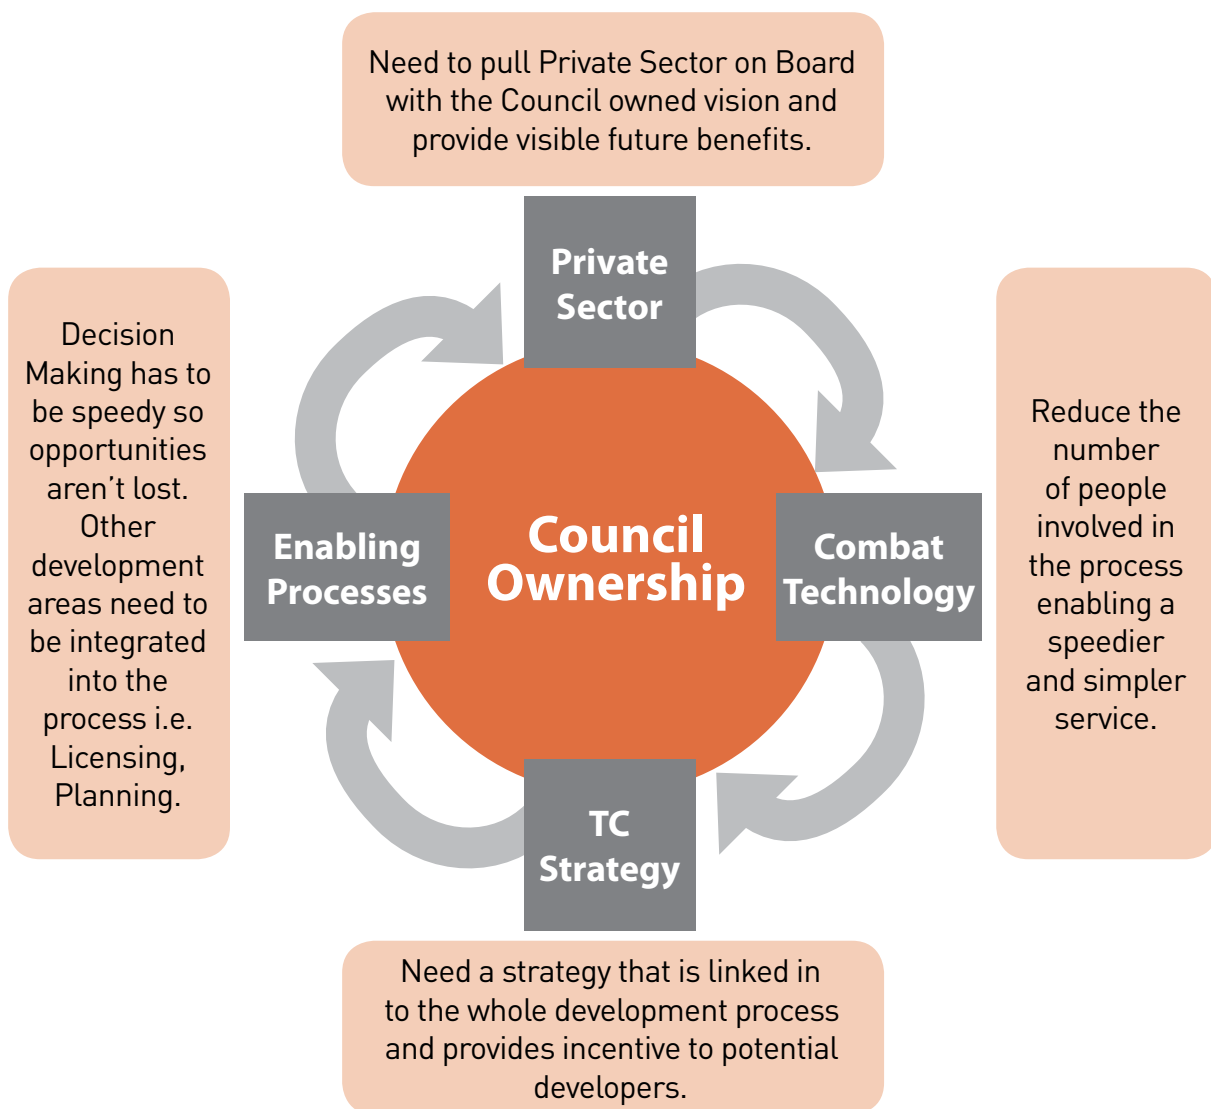 Need to pull Private Sector on Board
with the Council owned vision and
provide visible future benefits.
Private
Sector
Decision
Making has to
be speedy so
opportunities
aren’t lost.
Other
development
areas need to
be integrated
into the
process i.e.
Licensing,
Planning.
Enabling
Processes
Council
Ownership
Combat
Technology
Reduce the
number
of people
involved in
the process
enabling a
speedier
and simpler
service.
TC
Strategy
Need a strategy that is linked in
to the whole development process
and provides incentive to potential
developers.